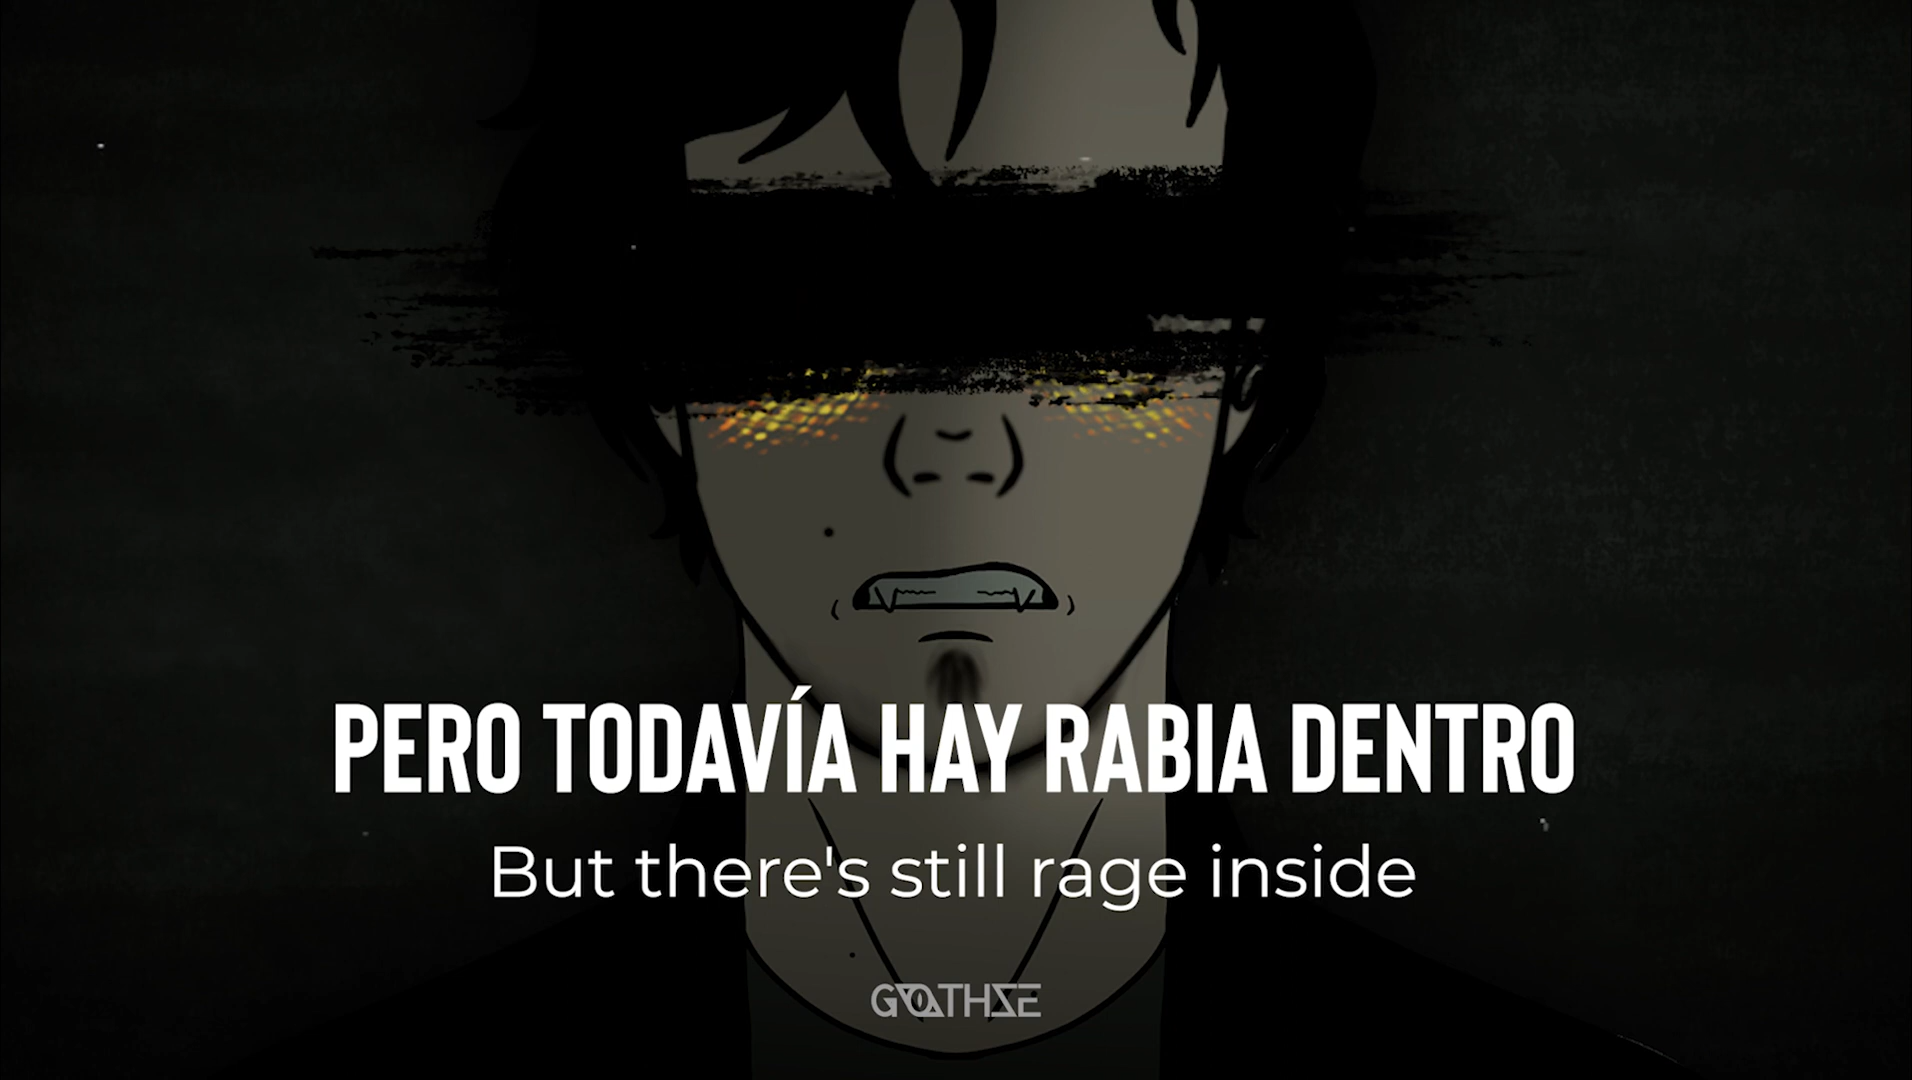 PERO TODAVÍA HAY RABIA DENTRO
But there's still rage inside